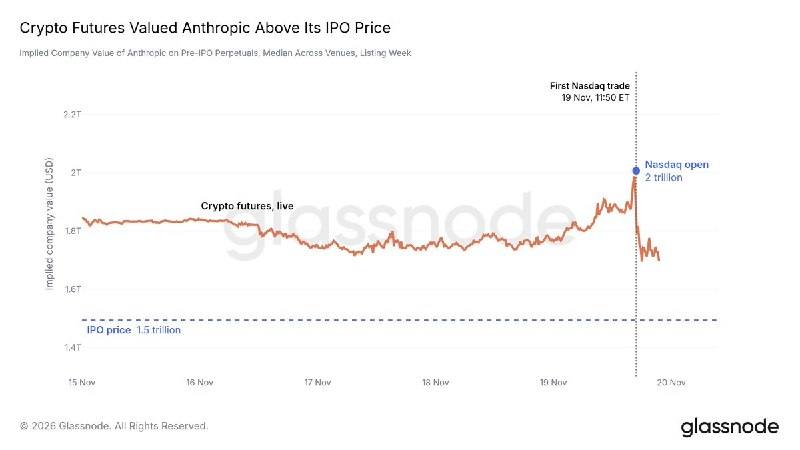 Crypto Futures Valued Anthropic Above Its IPO Price
Implied Company Value of Anthropic on Pre-IPO Perpetuals, Median Across Venues, Listing Week
First Nasdaq trade
19 Nov, 11:50 ET
2.2T
Nasdaq open
2T
2 trillion
Crypto futures, live
glassnode
1.8T
Implied company value (USD)
1.6T
IPO price 1.5 trillion
1.4T
15 Nov
16 Nov
17 Nov
18 Nov
19 Nov
20 Nov
© 2026 Glassnode. All Rights Reserved.
glassnode